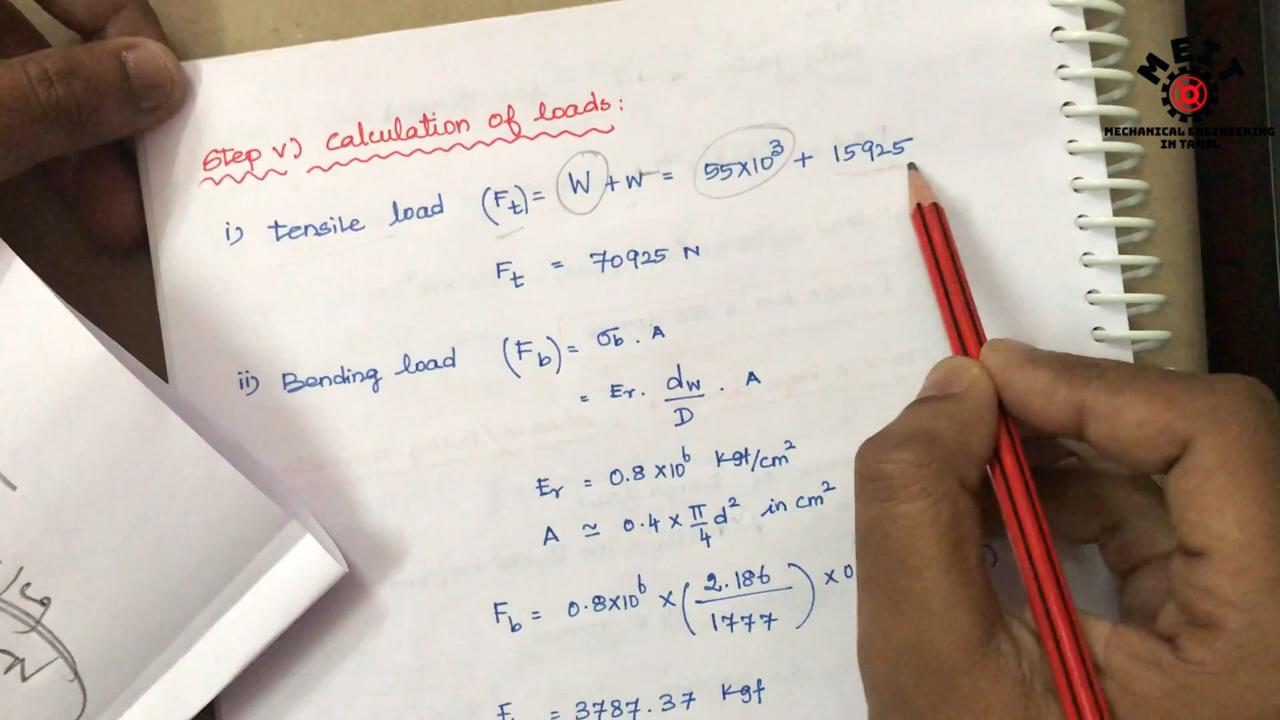 MEIT
MECHANICAL ENGINEERING
IN TAMIL
Step v) calculation of loads:
i) tensile load (Ft) = W + w = 55×10³ + 15925
Ft = 70925 N
ii) Bending load (Fb) = σb . A
= Er . dw/D . A
Er = 0.8×10⁶ kgf/cm²
A ≃ 0.4 × π/4 d² in cm²
Fb = 0.8×10⁶ × (2.186/1777) × 0
= 3787.37 kgf